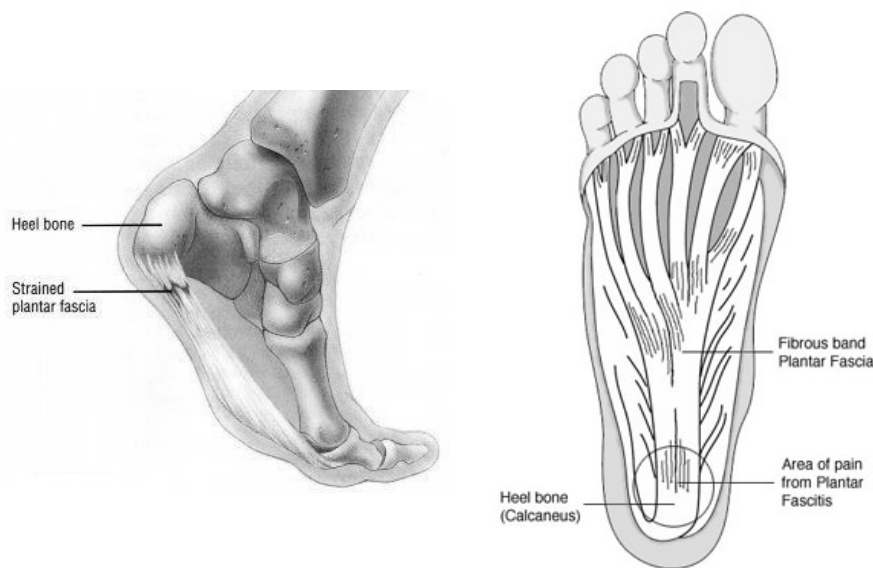 Heel bone
Strained
plantar fascia
Fibrous band
Plantar Fascia
Area of pain
from Plantar
Fascitis
Heel bone
(Calcaneus)